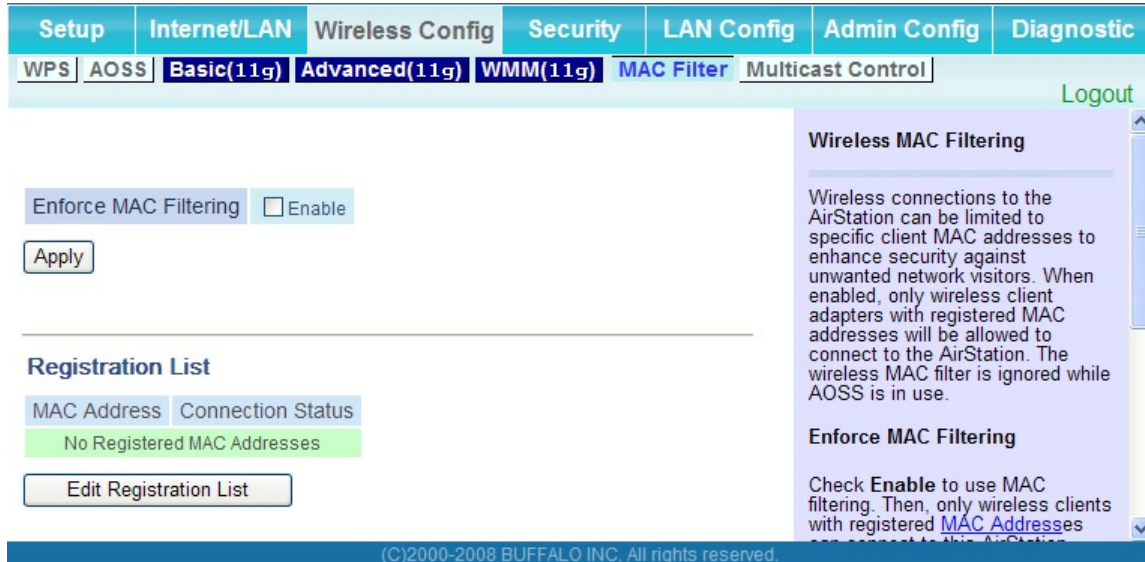 Setup Internet/LAN Wireless Config Security LAN Config Admin Config Diagnostic
WPS AOSS Basic(11g) Advanced(11g) WMM(11g) MAC Filter Multicast Control
Logout
Enforce MAC Filtering Enable
Apply
Registration List
MAC Address Connection Status
No Registered MAC Addresses
Edit Registration List
Wireless MAC Filtering
Wireless connections to the
AirStation can be limited to
specific client MAC addresses to
enhance security against
unwanted network visitors. When
enabled, only wireless client
adapters with registered MAC
addresses will be allowed to
connect to the AirStation. The
wireless MAC filter is ignored while
AOSS is in use.
Enforce MAC Filtering
Check Enable to use MAC
filtering. Then, only wireless clients
with registered MAC Addresses
can connect to this AirStation
(C)2000-2008 BUFFALO INC. All rights reserved.